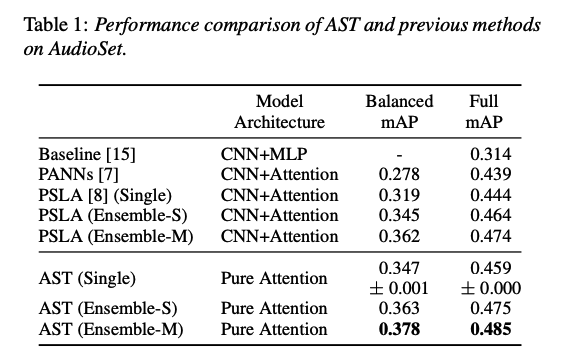 Table 1: Performance comparison of AST and previous methods
on AudioSet.
Model Architecture Balanced mAP Full mAP
Baseline [15] CNN+MLP - 0.314
PANNs [7] CNN+Attention 0.278 0.439
PSLA [8] (Single) CNN+Attention 0.319 0.444
PSLA (Ensemble-S) CNN+Attention 0.345 0.464
PSLA (Ensemble-M) CNN+Attention 0.362 0.474
AST (Single) Pure Attention 0.347 ± 0.001 0.459 ± 0.000
AST (Ensemble-S) Pure Attention 0.363 0.475
AST (Ensemble-M) Pure Attention 0.378 0.485